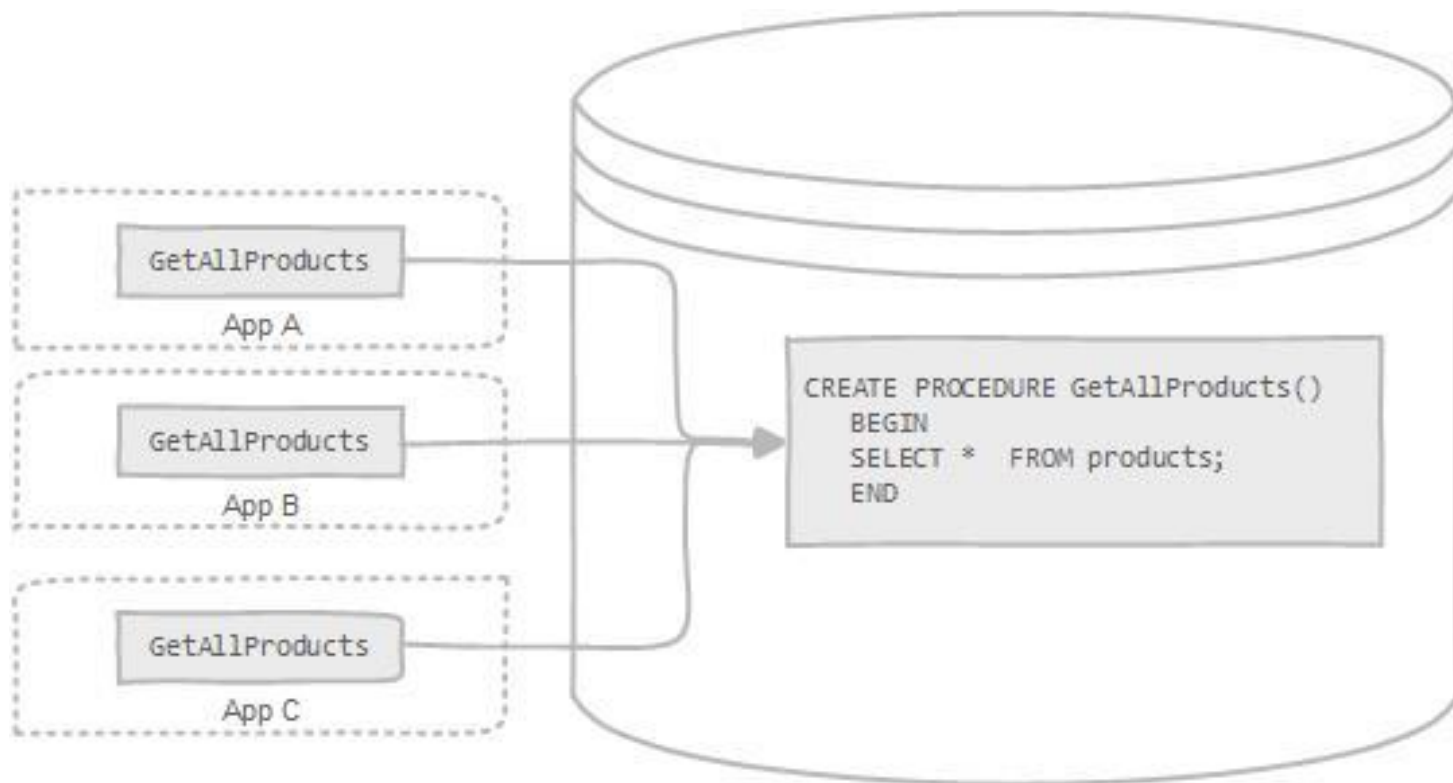 GetAllProducts
App A
GetAllProducts
App B
GetAllProducts
App C
CREATE PROCEDURE GetAllProducts()
BEGIN
SELECT *  FROM products;
END